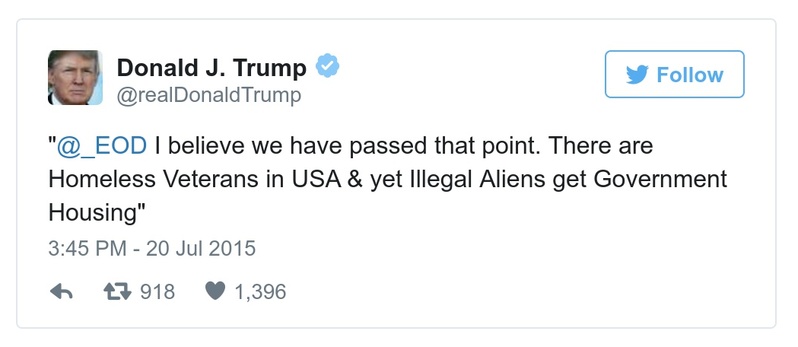 Donald J. Trump
@realDonaldTrump
Follow
"@_EOD I believe we have passed that point. There are
Homeless Veterans in USA & yet Illegal Aliens get Government
Housing"
3:45 PM - 20 Jul 2015
918 1,396